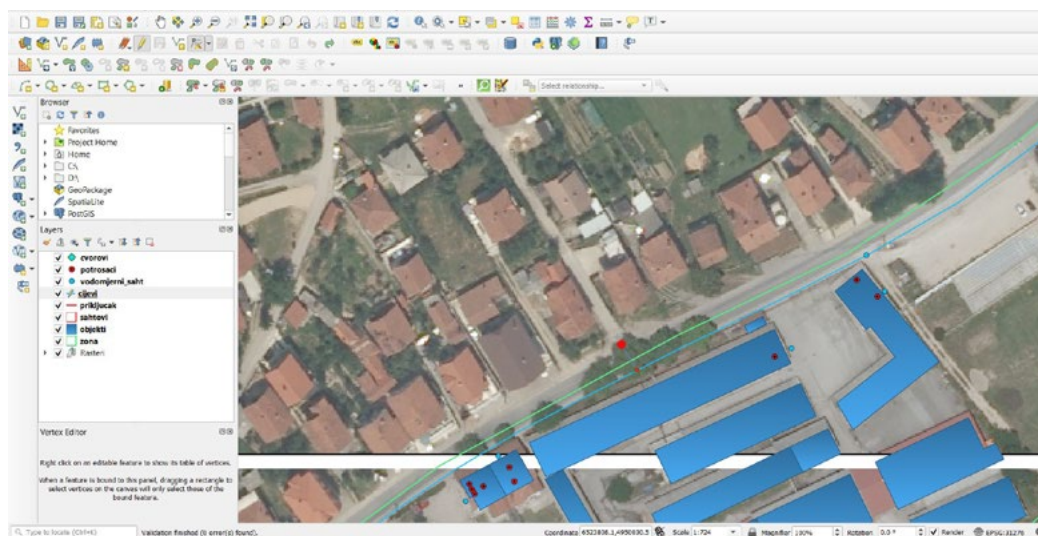 Select relationship...
Browser
Favorites
Project Home
Home
C:\
D:\
GeoPackage
SpatiaLite
PostGIS
Layers
cvorovi
potrosaci
vodomjerni_saht
cijevi
prikljucak
sahtovi
objekti
zona
Rasteri
Vertex Editor
Right click on an editable feature to show its table of vertices.
When a feature is bound to this panel, dragging a rectangle to
select vertices on the canvas will only select those of the
bound feature.
Type to locate (Ctrl+K)
Validation finished (0 error(s) found).
Coordinate
Scale 1:724
Magnifier 100%
Rotation 0.0 °
Render